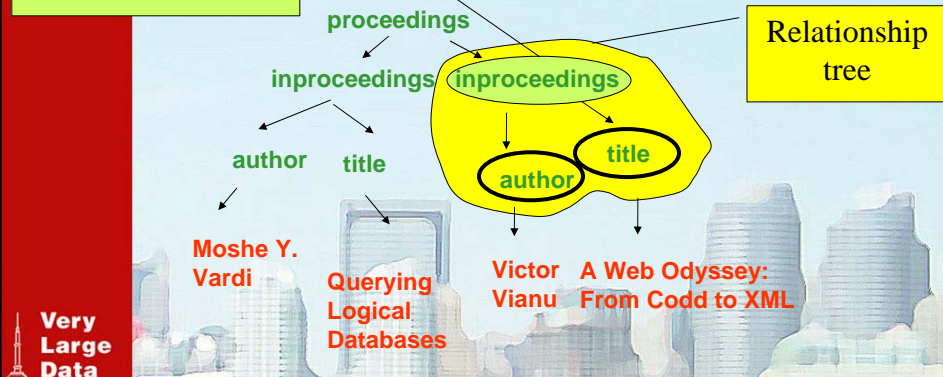 proceedings
Relationship
tree
inproceedings
inproceedings
author
title
author
title
Moshe Y.
Vardi
Querying
Logical
Databases
Victor
Vianu
A Web Odyssey:
From Codd to XML
Very
Large
Data